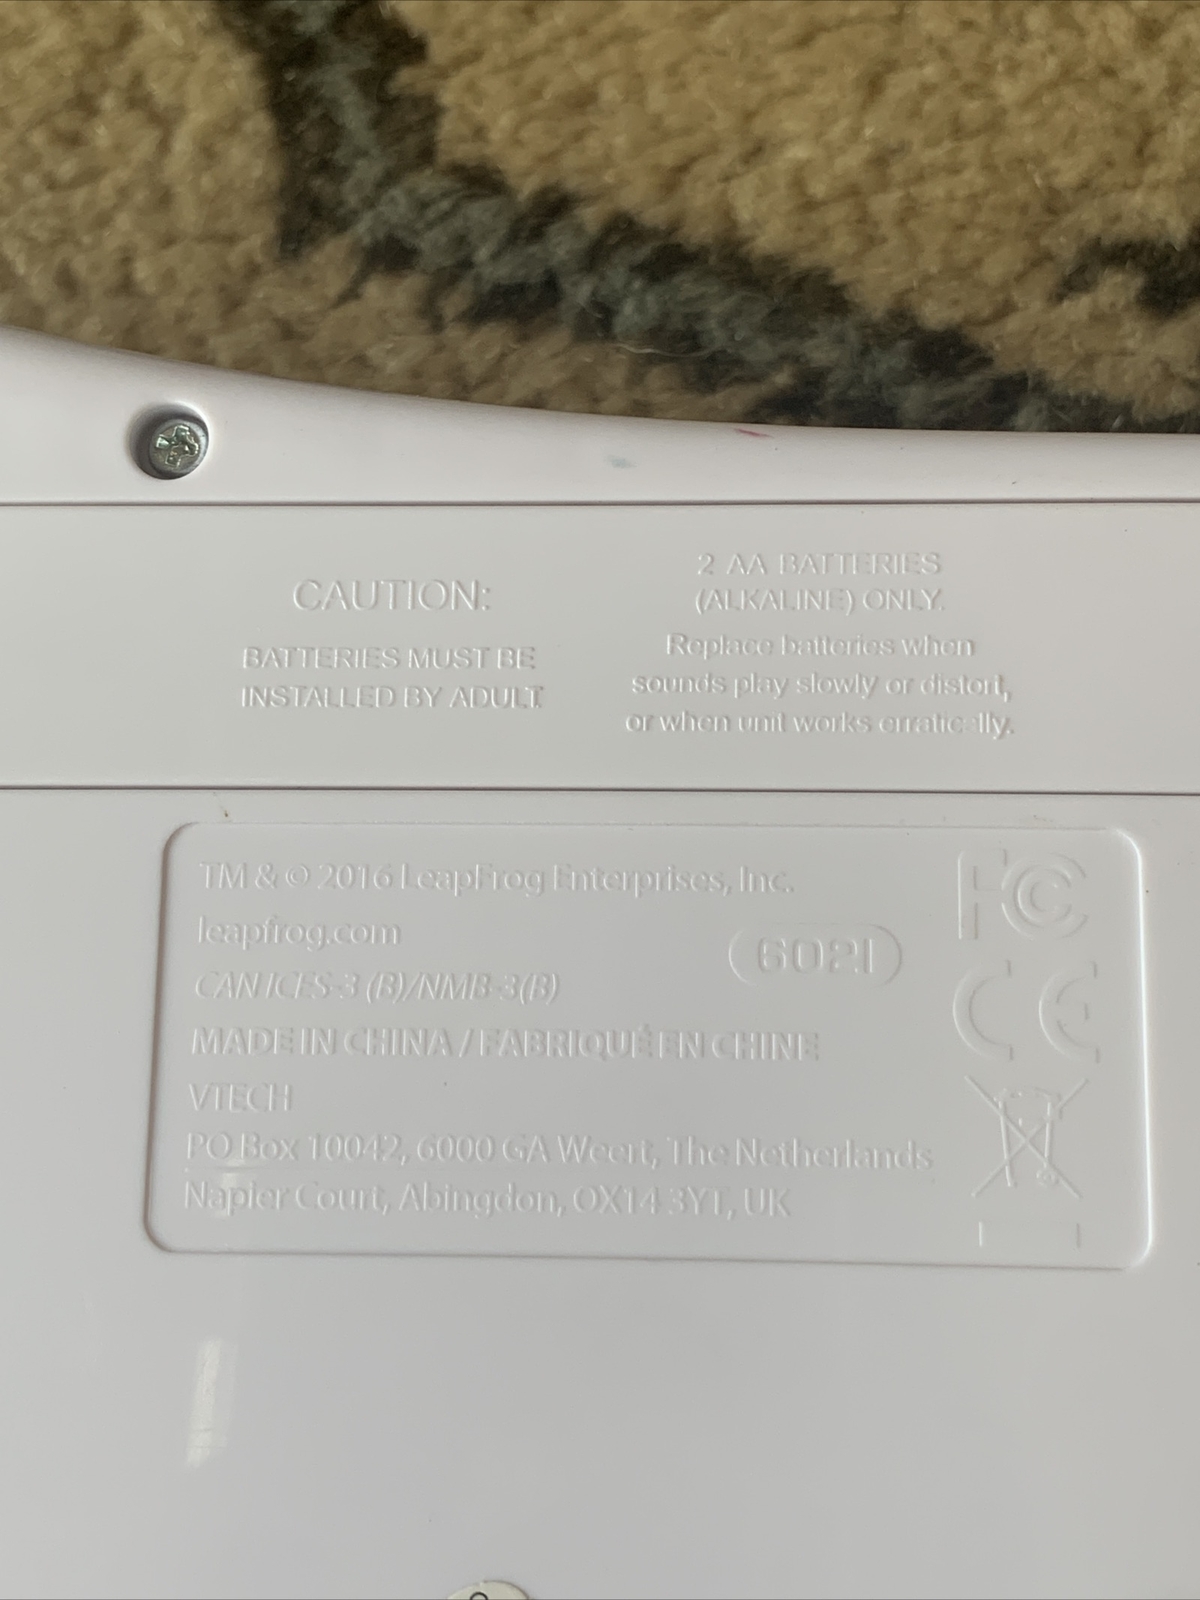 CAUTION:
BATTERIES MUST BE
INSTALLED BY ADULT.
2 AA BATTERIES
(ALKALINE) ONLY.
Replace batteries when
sounds play slowly or distort,
or when unit works erratically.
TM & © 2016 LeapFrog Enterprises, Inc.
leapfrog.com
6021
CAN ICES-3 (B)/NMB-3(B)
MADE IN CHINA / FABRIQUÉ EN CHINE
VTECH
PO Box 10042, 6000 GA Weert, The Netherlands
Napier Court, Abingdon, OX14 3YT, UK
FC
CE